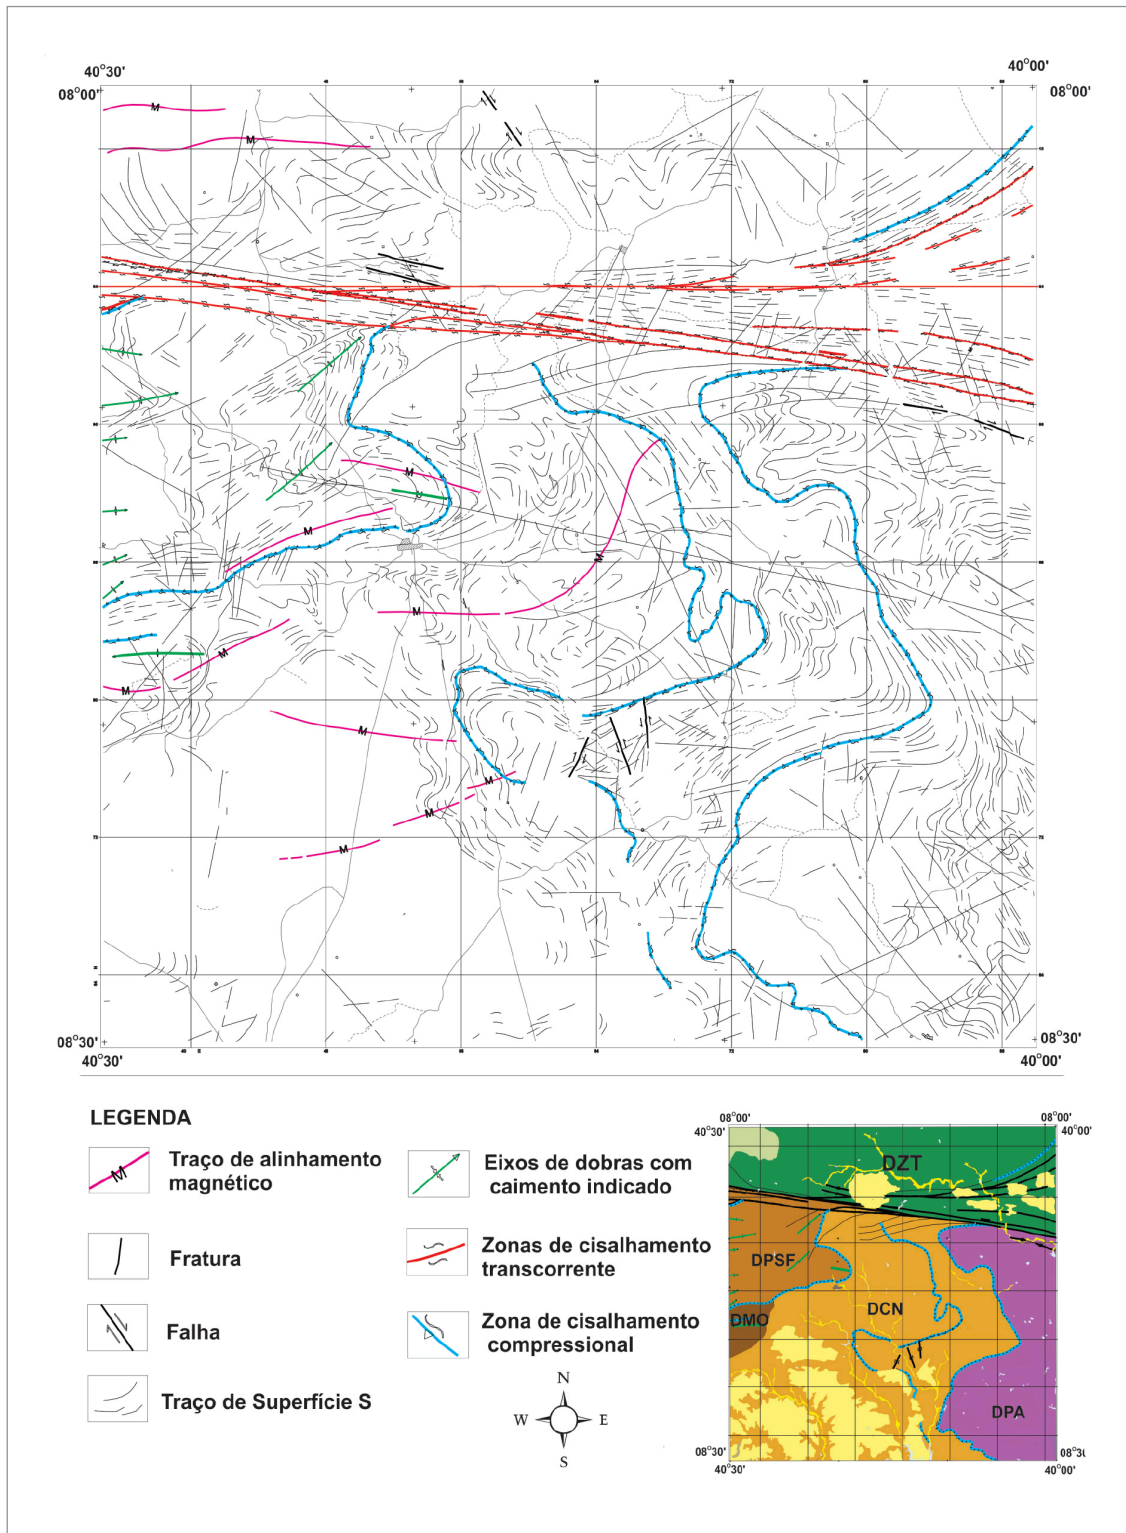 40°30'
40°00'
08°00'
08°00'
M
M
M
M
M
M
M
M
M
M
M
M
08°30'
08°30'
40°30'
40°00'
LEGENDA
M
Traço de alinhamento
magnético
Eixos de dobras com
caimento indicado
Fratura
Zonas de cisalhamento
transcorrente
Falha
Zona de cisalhamento
compressional
Traço de Superfície S
N
W
E
S
08°00'
08°00'
40°30'
40°00'
DZT
DPSF
DCN
DMO
DPA
08°30'
40°30'
40°00'